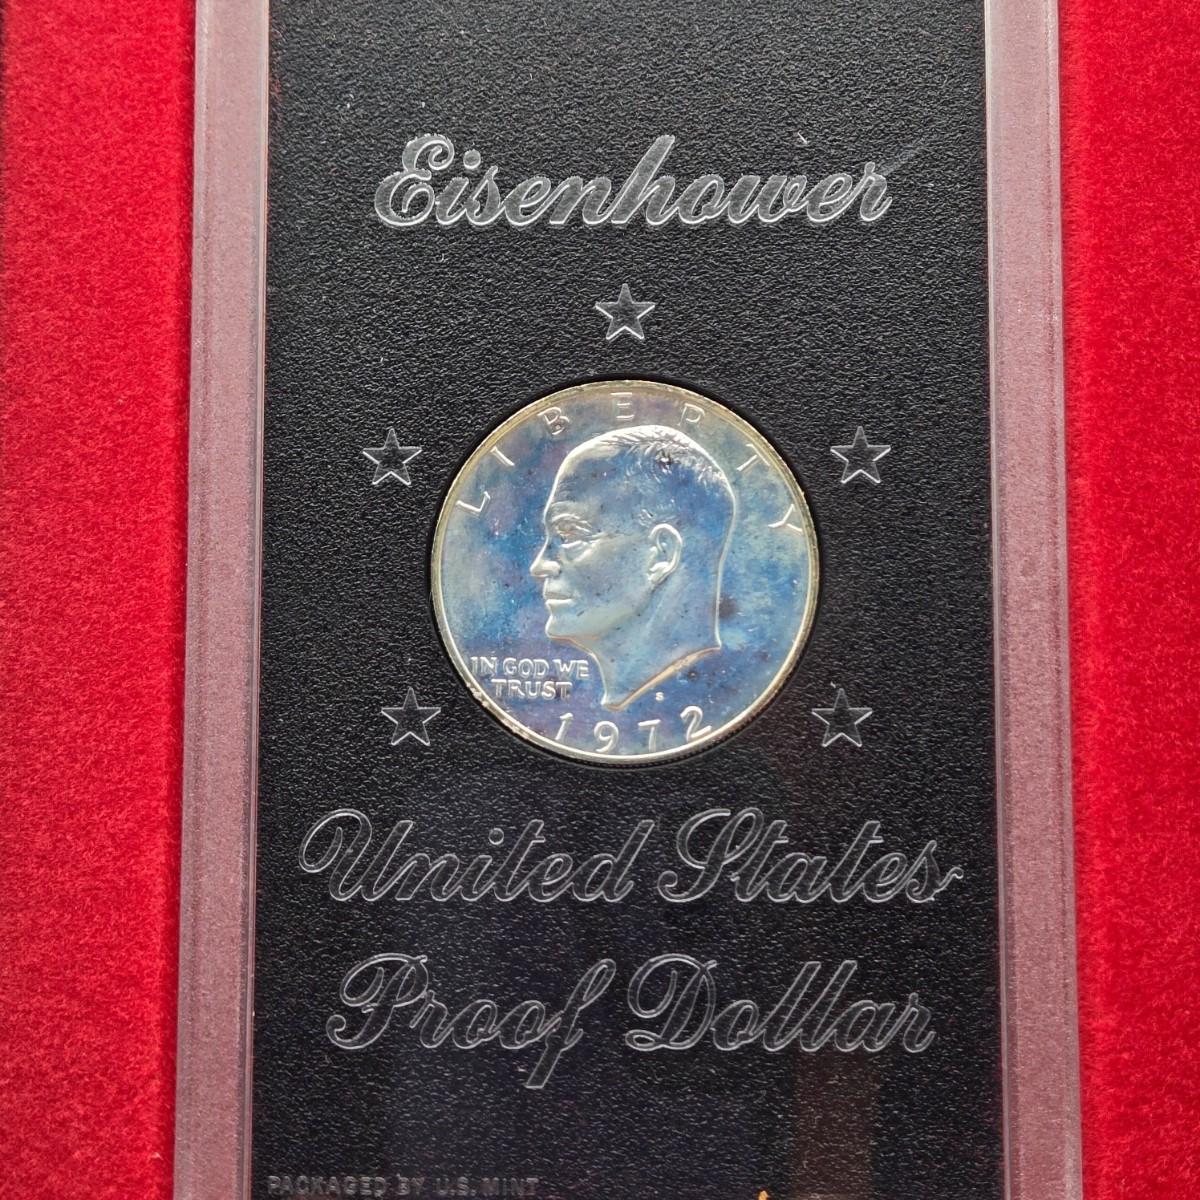 Eisenhower
LIBERTY
IN GOD WE
TRUST
S
1972
United States
Proof Dollar
PACKAGED BY U.S. MINT